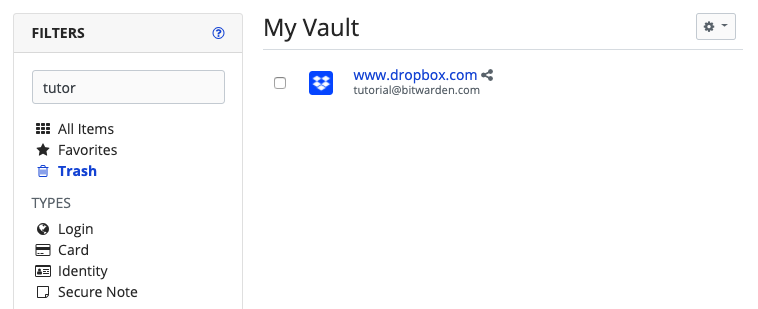 FILTERS
tutor
All Items
Favorites
Trash
TYPES
Login
Card
Identity
Secure Note
My Vault
www.dropbox.com
tutorial@bitwarden.com